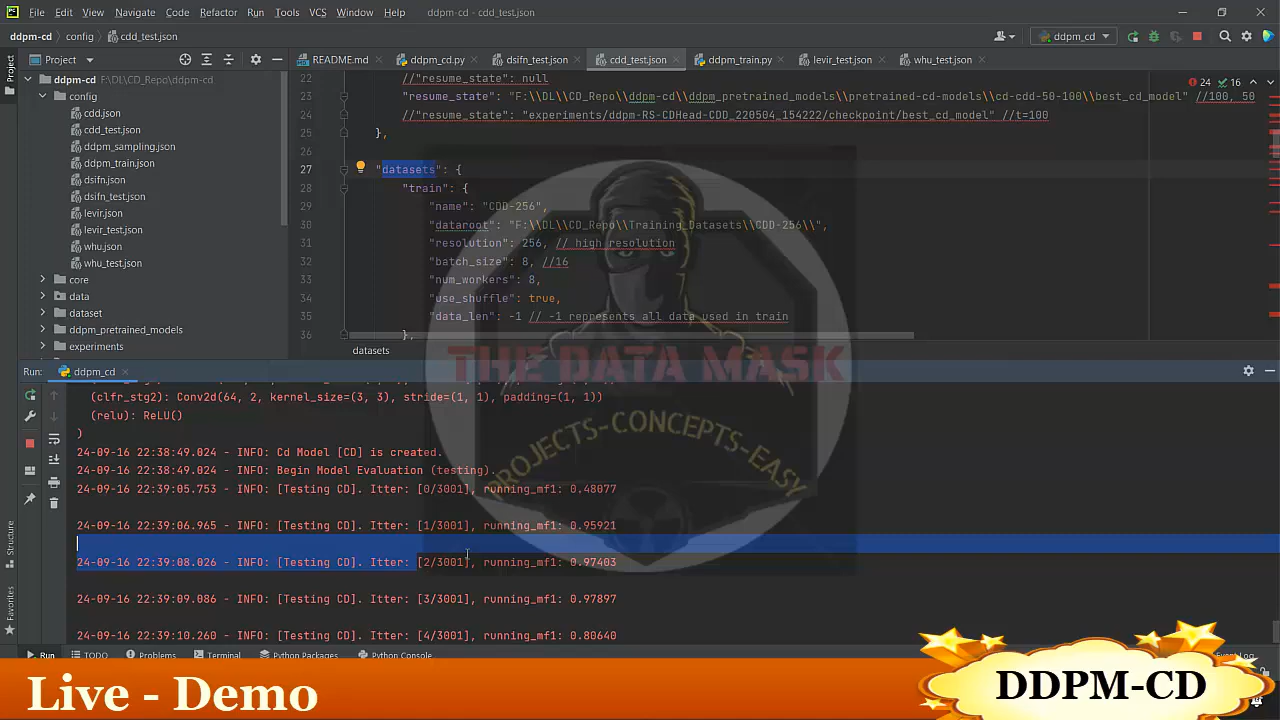 File Edit View Navigate Code Refactor Run Tools VCS Window Help ddpm-cd - cdd_test.json
ddpm-cd config cdd_test.json ddpm_cd
Project
Project
README.md ddpm_cd.py dsifn_test.json cdd_test.json ddpm_train.py levir_test.json whu_test.json
ddpm-cd F:\DL\CD_Repo\ddpm-cd
config
cdd.json
cdd_test.json
ddpm_sampling.json
ddpm_train.json
dsifn.json
dsifn_test.json
levir.json
levir_test.json
whu.json
whu_test.json
core
data
dataset
ddpm_pretrained_models
experiments
24 16
22 //"resume_state": null
23 "resume_state": "F:\\DL\\CD_Repo\\ddpm-cd\\ddpm_pretrained_models\\pretrained-cd-models\\cd-cdd-50-100\\best_cd_model" //100, 50
24 //"resume_state": "experiments/ddpm-RS-CDHead-CDD_220504_154222/checkpoint/best_cd_model" //t=100
25 },
26
27 "datasets": {
28 "train": {
29 "name": "CDD-256",
30 "dataroot": "F:\\DL\\CD_Repo\\Training_Datasets\\CDD-256\\",
31 "resolution": 256, // high resolution
32 "batch_size": 8, //16
33 "num_workers": 8,
34 "use_shuffle": true,
35 "data_len": -1 // -1 represents all data used in train
36 },
datasets
THE DATA MASK
PROJECTS-CONCEPTS-EASY
Run: ddpm_cd
(clfr_stg2): Conv2d(64, 2, kernel_size=(3, 3), stride=(1, 1), padding=(1, 1))
(relu): ReLU()
)
24-09-16 22:38:49.024 - INFO: Cd Model [CD] is created.
24-09-16 22:38:49.024 - INFO: Begin Model Evaluation (testing).
24-09-16 22:39:05.753 - INFO: [Testing CD]. Itter: [0/3001], running_mf1: 0.48077
24-09-16 22:39:06.965 - INFO: [Testing CD]. Itter: [1/3001], running_mf1: 0.95921
24-09-16 22:39:08.026 - INFO: [Testing CD]. Itter: [2/3001], running_mf1: 0.97403
24-09-16 22:39:09.086 - INFO: [Testing CD]. Itter: [3/3001], running_mf1: 0.97897
24-09-16 22:39:10.260 - INFO: [Testing CD]. Itter: [4/3001], running_mf1: 0.80640
Structure
Favorites
Run TODO Problems Terminal Python Packages Python Console Event Log
Live - Demo
DDPM-CD